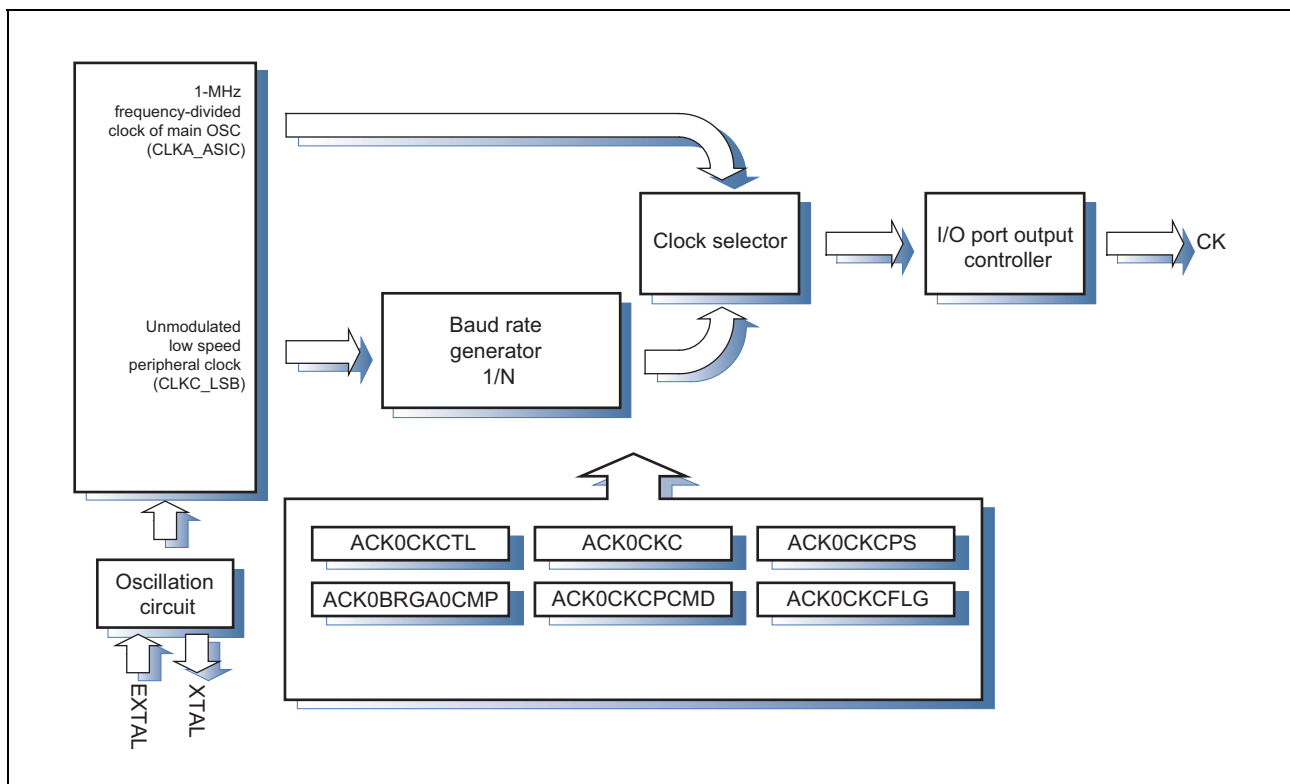 1-MHz
frequency-divided
clock of main OSC
(CLKA_ASIC)
Unmodulated
low speed
peripheral clock
(CLKC_LSB)
Baud rate
generator
1/N
Clock selector
I/O port output
controller
CK
Oscillation
circuit
EXTAL
XTAL
ACK0CKCTL
ACK0CKC
ACK0CKCPS
ACK0BRGA0CMP
ACK0CKCPCMD
ACK0CKCFLG